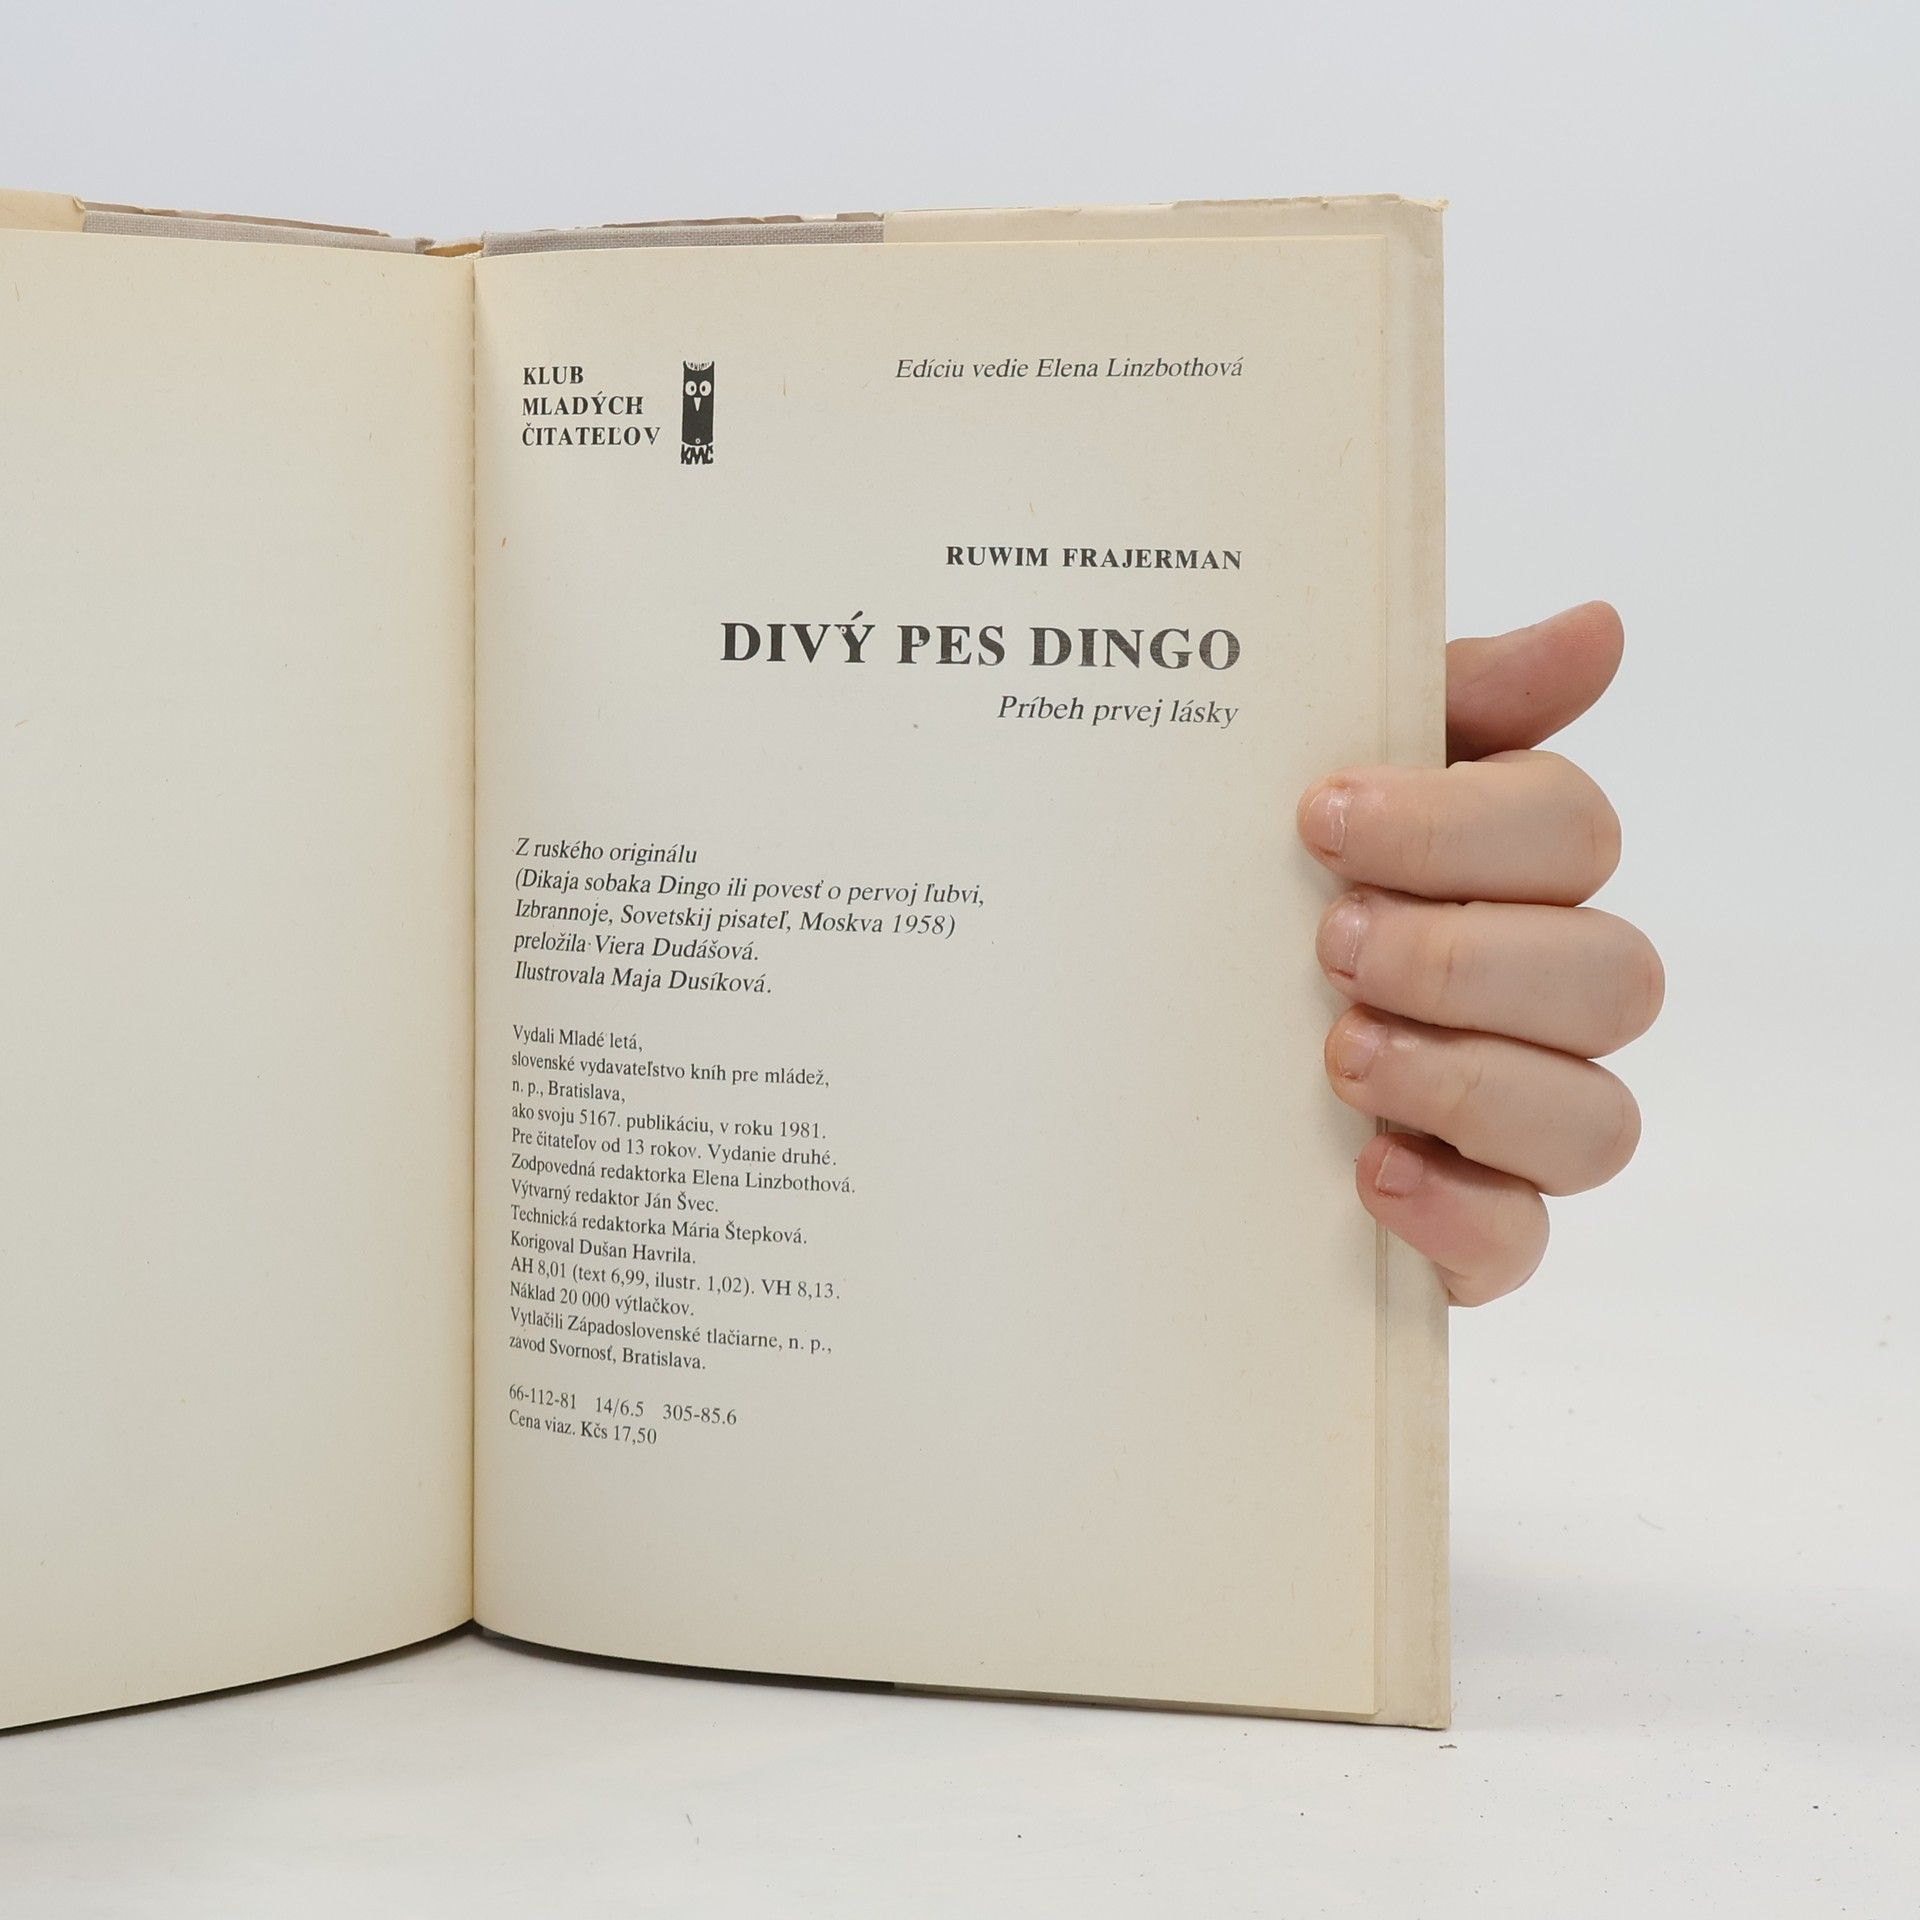 KLUB
MLADÝCH
ČITATEĽOV
KMČ
Edíciu vedie Elena Linzbothová
RUWIM FRAJERMAN
DIVÝ PES DINGO
Príbeh prvej lásky
Z ruského originálu
(Dikaja sobaka Dingo ili povesť o pervoj ľubvi,
Izbrannoje, Sovetskij pisateľ, Moskva 1958)
preložila Viera Dudášová.
Ilustrovala Maja Dusíková.
Vydali Mladé letá,
slovenské vydavateľstvo kníh pre mládež,
n. p., Bratislava,
ako svoju 5167. publikáciu, v roku 1981.
Pre čitateľov od 13 rokov. Vydanie druhé.
Zodpovedná redaktorka Elena Linzbothová.
Výtvarný redaktor Ján Švec.
Technická redaktorka Mária Štepková.
Korigoval Dušan Havrila.
AH 8,01 (text 6,99, ilustr. 1,02). VH 8,13.
Náklad 20 000 výtlačkov.
Vytlačili Západoslovenské tlačiarne, n. p.,
závod Svornosť, Bratislava.
66-112-81 14/6.5 305-85.6
Cena viaz. Kčs 17,50